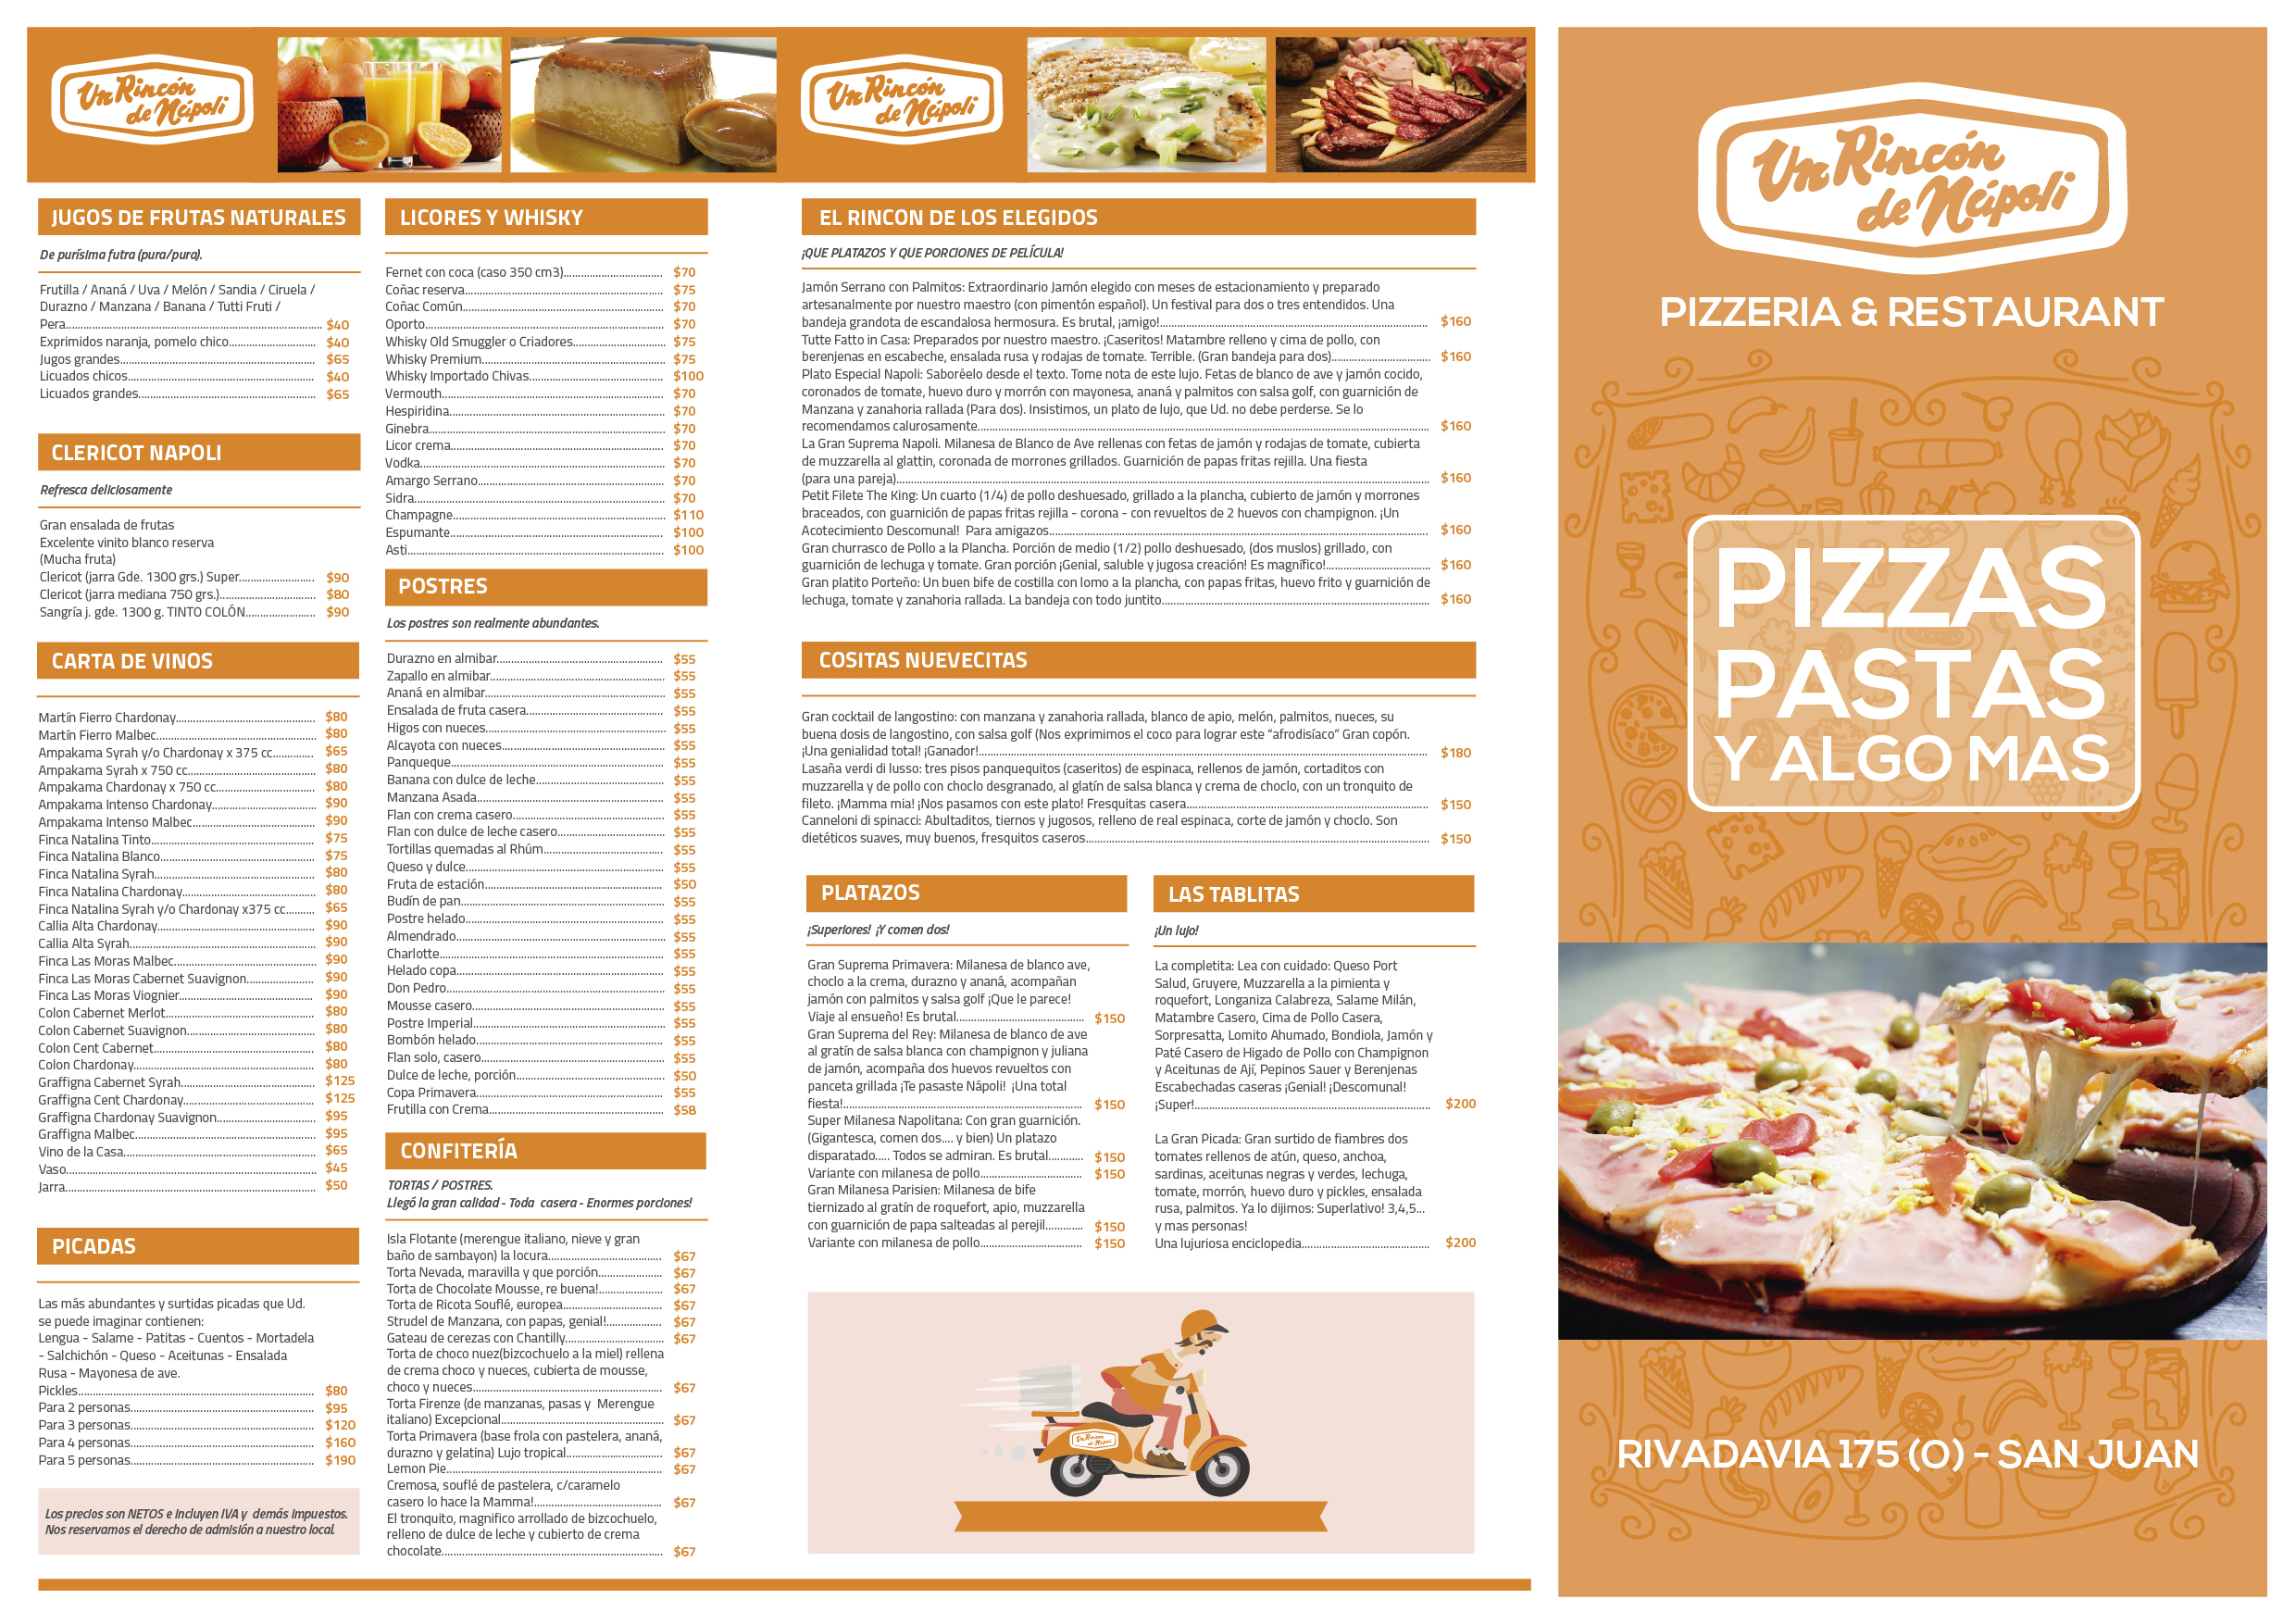 Un Rincón
de Nápoli
JUGOS DE FRUTAS NATURALES
De purísima futra (pura/pura).
Frutilla / Ananá / Uva / Melón / Sandia / Ciruela /
Durazno / Manzana / Banana / Tutti Fruti /
Pera.......... $40
Exprimidos naranja, pomelo chico.......... $40
Jugos grandes.......... $65
Licuados chicos.......... $40
Licuados grandes.......... $65
CLERICOT NAPOLI
Refresca deliciosamente
Gran ensalada de frutas
Excelente vinito blanco reserva
(Mucha fruta)
Clericot (jarra Gde. 1300 grs.) Super.......... $90
Clericot (jarra mediana 750 grs.).......... $80
Sangría j. gde. 1300 g. TINTO COLÓN.......... $90
CARTA DE VINOS
Martín Fierro Chardonay.......... $80
Martín Fierro Malbec.......... $80
Ampakama Syrah y/o Chardonay x 375 cc.......... $65
Ampakama Syrah x 750 cc.......... $80
Ampakama Chardonay x 750 cc.......... $80
Ampakama Intenso Chardonay.......... $90
Ampakama Intenso Malbec.......... $90
Finca Natalina Tinto.......... $75
Finca Natalina Blanco.......... $75
Finca Natalina Syrah.......... $80
Finca Natalina Chardonay.......... $80
Finca Natalina Syrah y/o Chardonay x375 cc.......... $65
Callia Alta Chardonay.......... $90
Callia Alta Syrah.......... $90
Finca Las Moras Malbec.......... $90
Finca Las Moras Cabernet Suavignon.......... $90
Finca Las Moras Viognier.......... $90
Colon Cabernet Merlot.......... $80
Colon Cabernet Suavignon.......... $80
Colon Cent Cabernet.......... $80
Colon Chardonay.......... $80
Graffigna Cabernet Syrah.......... $125
Graffigna Cent Chardonay.......... $125
Graffigna Chardonay Suavignon.......... $95
Graffigna Malbec.......... $95
Vino de la Casa.......... $65
Vaso.......... $45
Jarra.......... $50
PICADAS
Las más abundantes y surtidas picadas que Ud.
se puede imaginar contienen:
Lengua - Salame - Patitas - Cuentos - Mortadela
- Salchichón - Queso - Aceitunas - Ensalada
Rusa - Mayonesa de ave.
Pickles.......... $80
Para 2 personas.......... $95
Para 3 personas.......... $120
Para 4 personas.......... $160
Para 5 personas.......... $190
Los precios son NETOS e incluyen IVA y demás impuestos.
Nos reservamos el derecho de admisión a nuestro local.
LICORES Y WHISKY
Fernet con coca (caso 350 cm3).......... $70
Coñac reserva.......... $75
Coñac Común.......... $70
Oporto.......... $70
Whisky Old Smuggler o Criadores.......... $75
Whisky Premium.......... $75
Whisky Importado Chivas.......... $100
Vermouth.......... $70
Hespiridina.......... $70
Ginebra.......... $70
Licor crema.......... $70
Vodka.......... $70
Amargo Serrano.......... $70
Sidra.......... $70
Champagne.......... $110
Espumante.......... $100
Asti.......... $100
POSTRES
Los postres son realmente abundantes.
Durazno en almibar.......... $55
Zapallo en almibar.......... $55
Ananá en almibar.......... $55
Ensalada de fruta casera.......... $55
Higos con nueces.......... $55
Alcayota con nueces.......... $55
Panqueque.......... $55
Banana con dulce de leche.......... $55
Manzana Asada.......... $55
Flan con crema casero.......... $55
Flan con dulce de leche casero.......... $55
Tortillas quemadas al Rhúm.......... $55
Queso y dulce.......... $55
Fruta de estación.......... $50
Budín de pan.......... $55
Postre helado.......... $55
Almendrado.......... $55
Charlotte.......... $55
Helado copa.......... $55
Don Pedro.......... $55
Mousse casero.......... $55
Postre Imperial.......... $55
Bombón helado.......... $55
Flan solo, casero.......... $55
Dulce de leche, porción.......... $50
Copa Primavera.......... $55
Frutilla con Crema.......... $58
CONFITERÍA
TORTAS / POSTRES.
Llegó la gran calidad - Toda casera - Enormes porciones!
Isla Flotante (merengue italiano, nieve y gran
baño de sambayon) la locura.......... $67
Torta Nevada, maravilla y que porción.......... $67
Torta de Chocolate Mousse, re buena!.......... $67
Torta de Ricota Souflé, europea.......... $67
Strudel de Manzana, con papas, genial!.......... $67
Gateau de cerezas con Chantilly.......... $67
Torta de choco nuez(bizcochuelo a la miel) rellena
de crema choco y nueces, cubierta de mousse,
choco y nueces.......... $67
Torta Firenze (de manzanas, pasas y Merengue
italiano) Excepcional.......... $67
Torta Primavera (base frola con pastelera, ananá,
durazno y gelatina) Lujo tropical.......... $67
Lemon Pie.......... $67
Cremosa, souflé de pastelera, c/caramelo
casero lo hace la Mamma!.......... $67
El tronquito, magnifico arrollado de bizcochuelo,
relleno de dulce de leche y cubierto de crema
chocolate.......... $67
Un Rincón
de Nápoli
EL RINCON DE LOS ELEGIDOS
¡QUE PLATAZOS Y QUE PORCIONES DE PELÍCULA!
Jamón Serrano con Palmitos: Extraordinario Jamón elegido con meses de estacionamiento y preparado
artesanalmente por nuestro maestro (con pimentón español). Un festival para dos o tres entendidos. Una
bandeja grandota de escandalosa hermosura. Es brutal, ¡amigo!.......... $160
Tutte Fatto in Casa: Preparados por nuestro maestro. ¡Caseritos! Matambre relleno y cima de pollo, con
berenjenas en escabeche, ensalada rusa y rodajas de tomate. Terrible. (Gran bandeja para dos).......... $160
Plato Especial Napoli: Saboréelo desde el texto. Tome nota de este lujo. Fetas de blanco de ave y jamón cocido,
coronados de tomate, huevo duro y morrón con mayonesa, ananá y palmitos con salsa golf, con guarnición de
Manzana y zanahoria rallada (Para dos). Insistimos, un plato de lujo, que Ud. no debe perderse. Se lo
recomendamos calurosamente.......... $160
La Gran Suprema Napoli. Milanesa de Blanco de Ave rellenas con fetas de jamón y rodajas de tomate, cubierta
de muzzarella al glattin, coronada de morrones grillados. Guarnición de papas fritas rejilla. Una fiesta
(para una pareja).......... $160
Petit Filete The King: Un cuarto (1/4) de pollo deshuesado, grillado a la plancha, cubierto de jamón y morrones
braceados, con guarnición de papas fritas rejilla - corona - con revueltos de 2 huevos con champignon. ¡Un
Acotecimiento Descomunal! Para amigazos.......... $160
Gran churrasco de Pollo a la Plancha. Porción de medio (1/2) pollo deshuesado, (dos muslos) grillado, con
guarnición de lechuga y tomate. Gran porción ¡Genial, saluble y jugosa creación! Es magnífico!.......... $160
Gran platito Porteño: Un buen bife de costilla con lomo a la plancha, con papas fritas, huevo frito y guarnición de
lechuga, tomate y zanahoria rallada. La bandeja con todo juntito.......... $160
COSITAS NUEVECITAS
Gran cocktail de langostino: con manzana y zanahoria rallada, blanco de apio, melón, palmitos, nueces, su
buena dosis de langostino, con salsa golf (Nos exprimimos el coco para lograr este “afrodisíaco” Gran copón.
¡Una genialidad total! ¡Ganador!.......... $180
Lasaña verdi di lusso: tres pisos panquequitos (caseritos) de espinaca, rellenos de jamón, cortaditos con
muzzarella y de pollo con choclo desgranado, al glatín de salsa blanca y crema de choclo, con un tronquito de
fileto. ¡Mamma mia! ¡Nos pasamos con este plato! Fresquitas casera.......... $150
Canneloni di spinacci: Abultaditos, tiernos y jugosos, relleno de real espinaca, corte de jamón y choclo. Son
dietéticos suaves, muy buenos, fresquitos caseros.......... $150
PLATAZOS
¡Superiores! ¡Y comen dos!
Gran Suprema Primavera: Milanesa de blanco ave,
choclo a la crema, durazno y ananá, acompañan
jamón con palmitos y salsa golf ¡Que le parece!
Viaje al ensueño! Es brutal.......... $150
Gran Suprema del Rey: Milanesa de blanco de ave
al gratín de salsa blanca con champignon y juliana
de jamón, acompaña dos huevos revueltos con
panceta grillada ¡Te pasaste Nápoli! ¡Una total
fiesta!.......... $150
Super Milanesa Napolitana: Con gran guarnición.
(Gigantesca, comen dos.... y bien) Un platazo
disparatado..... Todos se admiran. Es brutal.......... $150
Variante con milanesa de pollo.......... $150
Gran Milanesa Parisien: Milanesa de bife
tiernizado al gratín de roquefort, apio, muzzarella
con guarnición de papa salteadas al perejil.......... $150
Variante con milanesa de pollo.......... $150
LAS TABLITAS
¡Un lujo!
La completita: Lea con cuidado: Queso Port
Salud, Gruyere, Muzzarella a la pimienta y
roquefort, Longaniza Calabreza, Salame Milán,
Matambre Casero, Cima de Pollo Casera,
Sorpresatta, Lomito Ahumado, Bondiola, Jamón y
Paté Casero de Higado de Pollo con Champignon
y Aceitunas de Ají, Pepinos Sauer y Berenjenas
Escabechadas caseras ¡Genial! ¡Descomunal!
¡Super!.......... $200
La Gran Picada: Gran surtido de fiambres dos
tomates rellenos de atún, queso, anchoa,
sardinas, aceitunas negras y verdes, lechuga,
tomate, morrón, huevo duro y pickles, ensalada
rusa, palmitos. Ya lo dijimos: Superlativo! 3,4,5...
y mas personas!
Una lujuriosa enciclopedia.......... $200
Un Rincón
de Nápoli
Un Rincón
de Nápoli
PIZZERIA & RESTAURANT
PIZZAS
PASTAS
Y ALGO MAS
RIVADAVIA 175 (O) - SAN JUAN